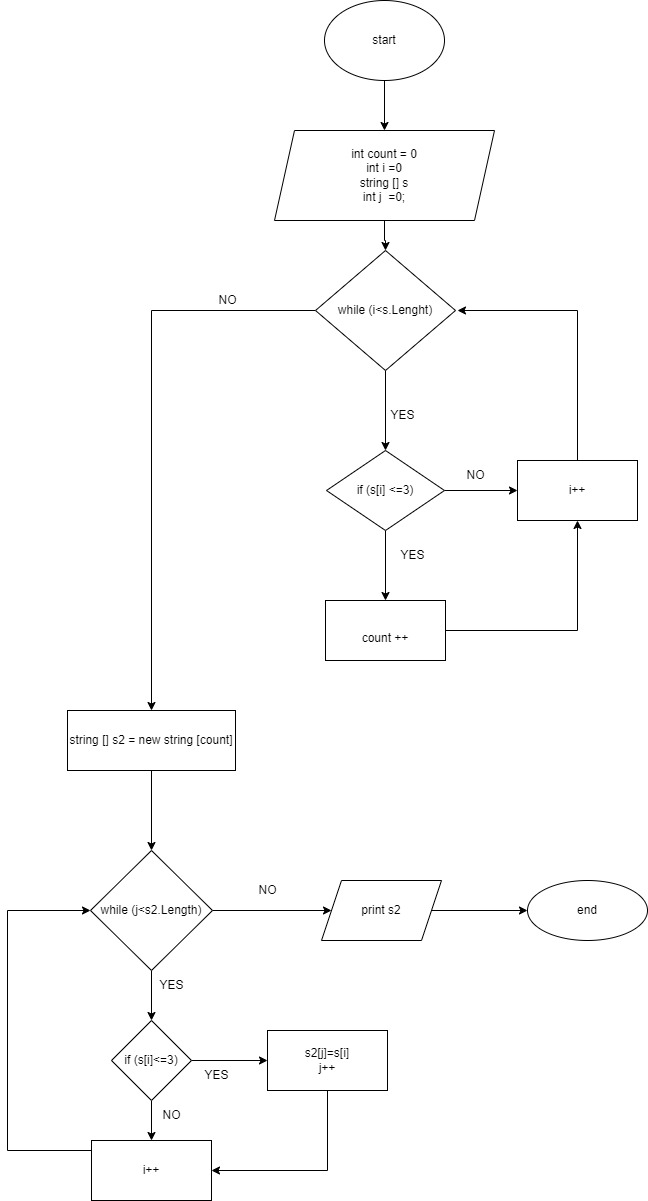 start
int count = 0
int i =0
string [] s
int j =0;
while (i<s.Lenght)
NO
YES
if (s[i] <=3)
NO
i++
YES
count ++
string [] s2 = new string [count]
while (j<s2.Length)
NO
print s2
end
YES
if (s[i]<=3)
YES
s2[j]=s[i]
j++
NO
i++